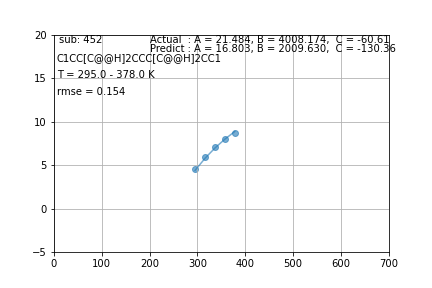 sub: 452
Actual : A = 21.484, B = 4008.174, C = -60.61
Predict : A = 16.803, B = 2009.630, C = -130.36
C1CC[C@@H]2CCC[C@@H]2CC1
T = 295.0 - 378.0 K
rmse = 0.154
20
15
10
5
0
−5
0 100 200 300 400 500 600 700